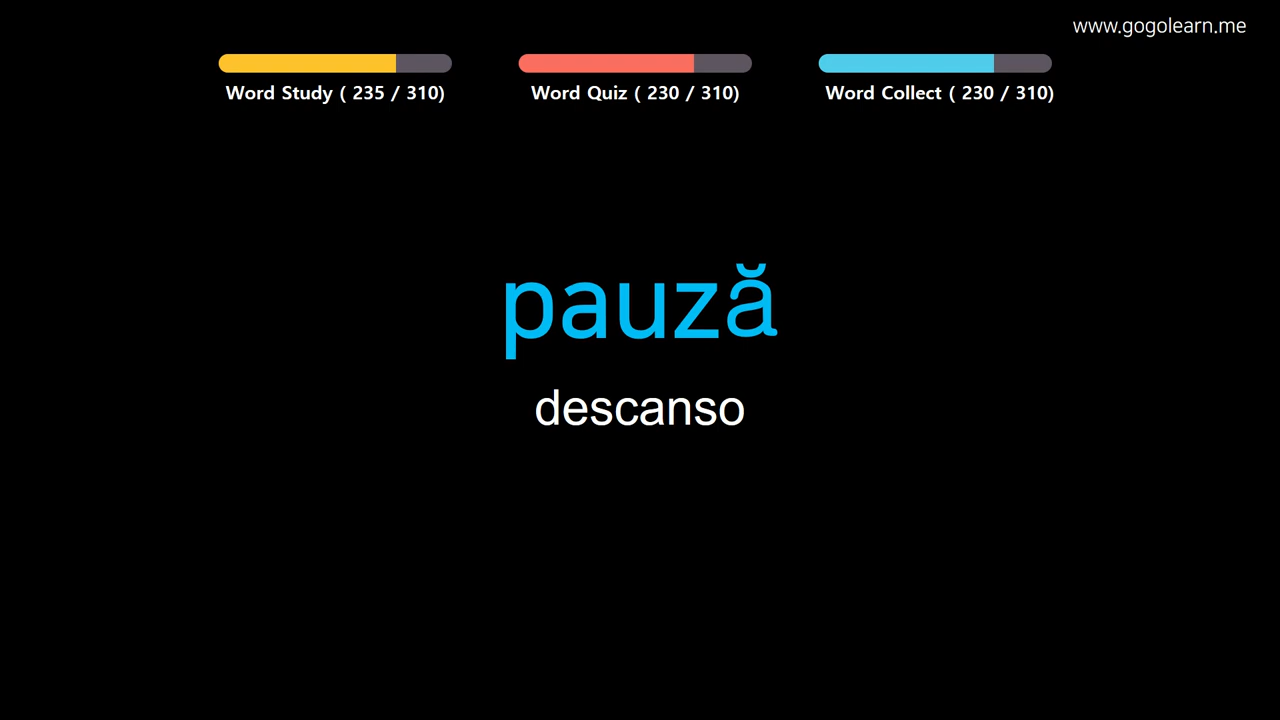 www.gogolearn.me
Word Study ( 235 / 310)
Word Quiz ( 230 / 310)
Word Collect ( 230 / 310)
pauză
descanso